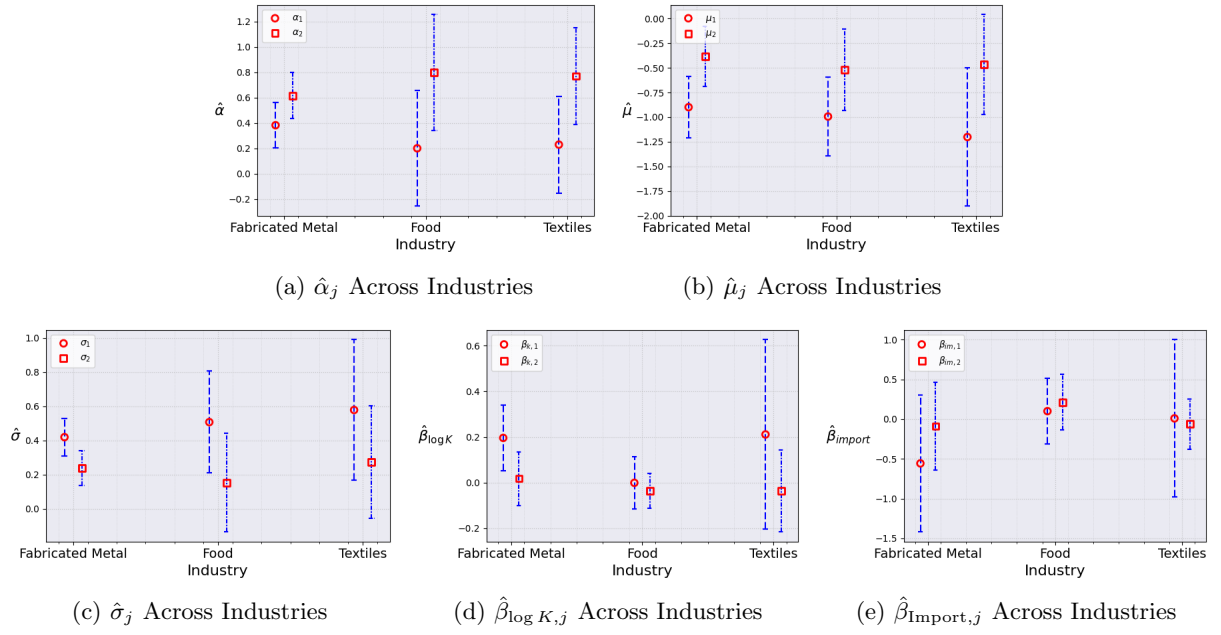 α₁
α₂
1.2
1.0
0.8
0.6
0.4
0.2
0.0
−0.2
α̂
Fabricated Metal Food Textiles
Industry
(a) α̂ⱼ Across Industries
μ₁
μ₂
0.00
−0.25
−0.50
−0.75
−1.00
−1.25
−1.50
−1.75
−2.00
μ̂
Fabricated Metal Food Textiles
Industry
(b) μ̂ⱼ Across Industries
σ₁
σ₂
1.0
0.8
0.6
0.4
0.2
0.0
σ̂
Fabricated Metal Food Textiles
Industry
(c) σ̂ⱼ Across Industries
βk,1
βk,2
0.6
0.4
0.2
0.0
−0.2
β̂log K
Fabricated Metal Food Textiles
Industry
(d) β̂log K,j Across Industries
βim,1
βim,2
1.0
0.5
0.0
−0.5
−1.0
−1.5
β̂import
Fabricated Metal Food Textiles
Industry
(e) β̂Import,j Across Industries